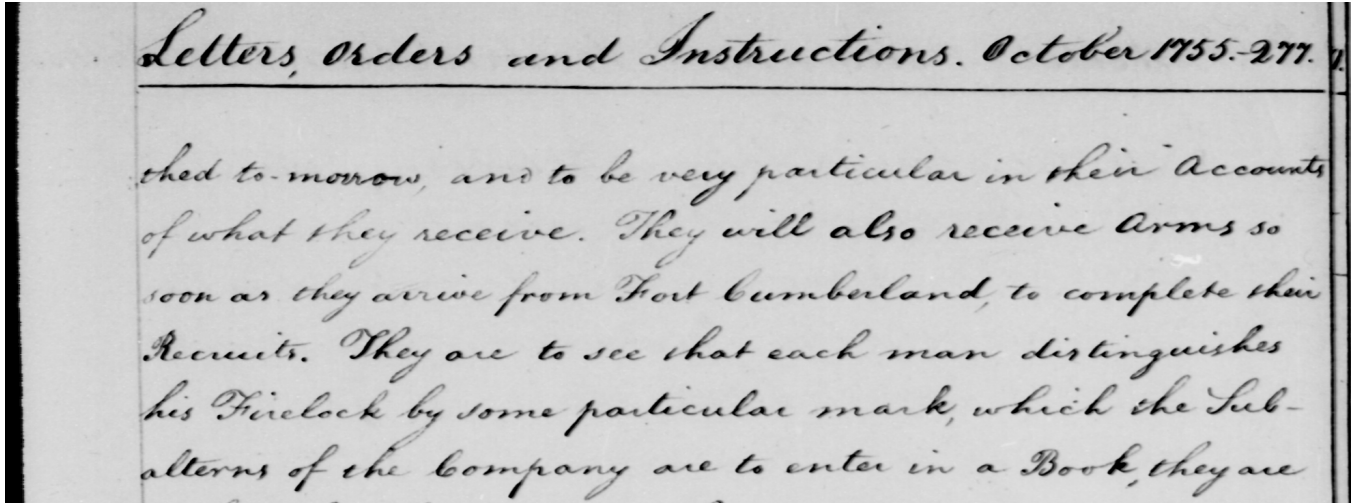 Letters, Orders and Instructions. October 1755.-277.
shed to-morrow, and to be very particular in their Accounts
of what they receive. They will also receive Arms so
soon as they arrive from Fort Cumberland, to complete their
Recruits. They are to see that each man distinguishes
his Firelock by some particular mark, which the Sub-
alterns of the Company are to enter in a Book, they are